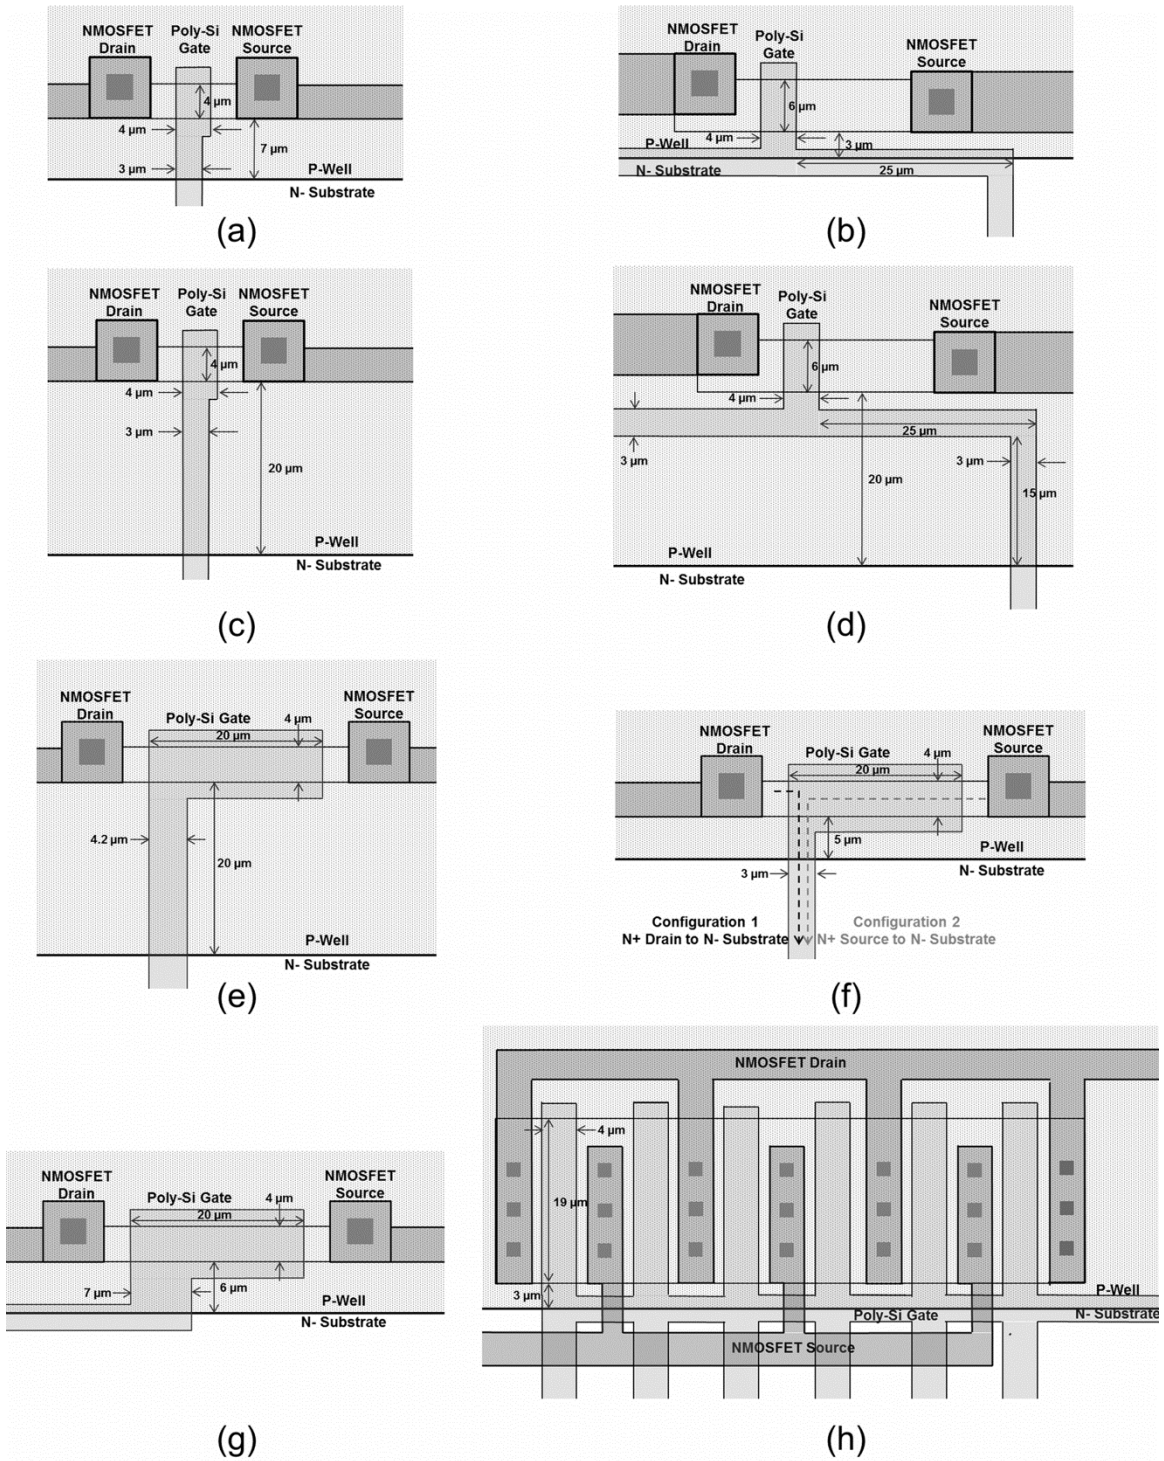 NMOSFET Poly-Si NMOSFET
Drain Gate Source
4 µm
4 µm
7 µm
3 µm
P-Well
N- Substrate
(a)
NMOSFET Poly-Si NMOSFET
Drain Gate Source
6 µm
4 µm
3 µm
P-Well
N- Substrate
25 µm
(b)
NMOSFET Poly-Si NMOSFET
Drain Gate Source
4 µm
4 µm
3 µm
20 µm
P-Well
N- Substrate
(c)
NMOSFET Poly-Si NMOSFET
Drain Gate Source
6 µm
4 µm
25 µm
3 µm
3 µm
20 µm
15 µm
P-Well
N- Substrate
(d)
NMOSFET NMOSFET
Drain Poly-Si Gate 4 µm Source
20 µm
4.2 µm
20 µm
P-Well
N- Substrate
(e)
NMOSFET NMOSFET
Drain Poly-Si Gate 4 µm Source
20 µm
5 µm
P-Well
3 µm
N- Substrate
Configuration 1 Configuration 2
N+ Drain to N- Substrate N+ Source to N- Substrate
(f)
NMOSFET NMOSFET
Drain Poly-Si Gate 4 µm Source
20 µm
7 µm
6 µm
P-Well
N- Substrate
(g)
NMOSFET Drain
4 µm
19 µm
3 µm
P-Well
Poly-Si Gate
N- Substrate
NMOSFET Source
(h)